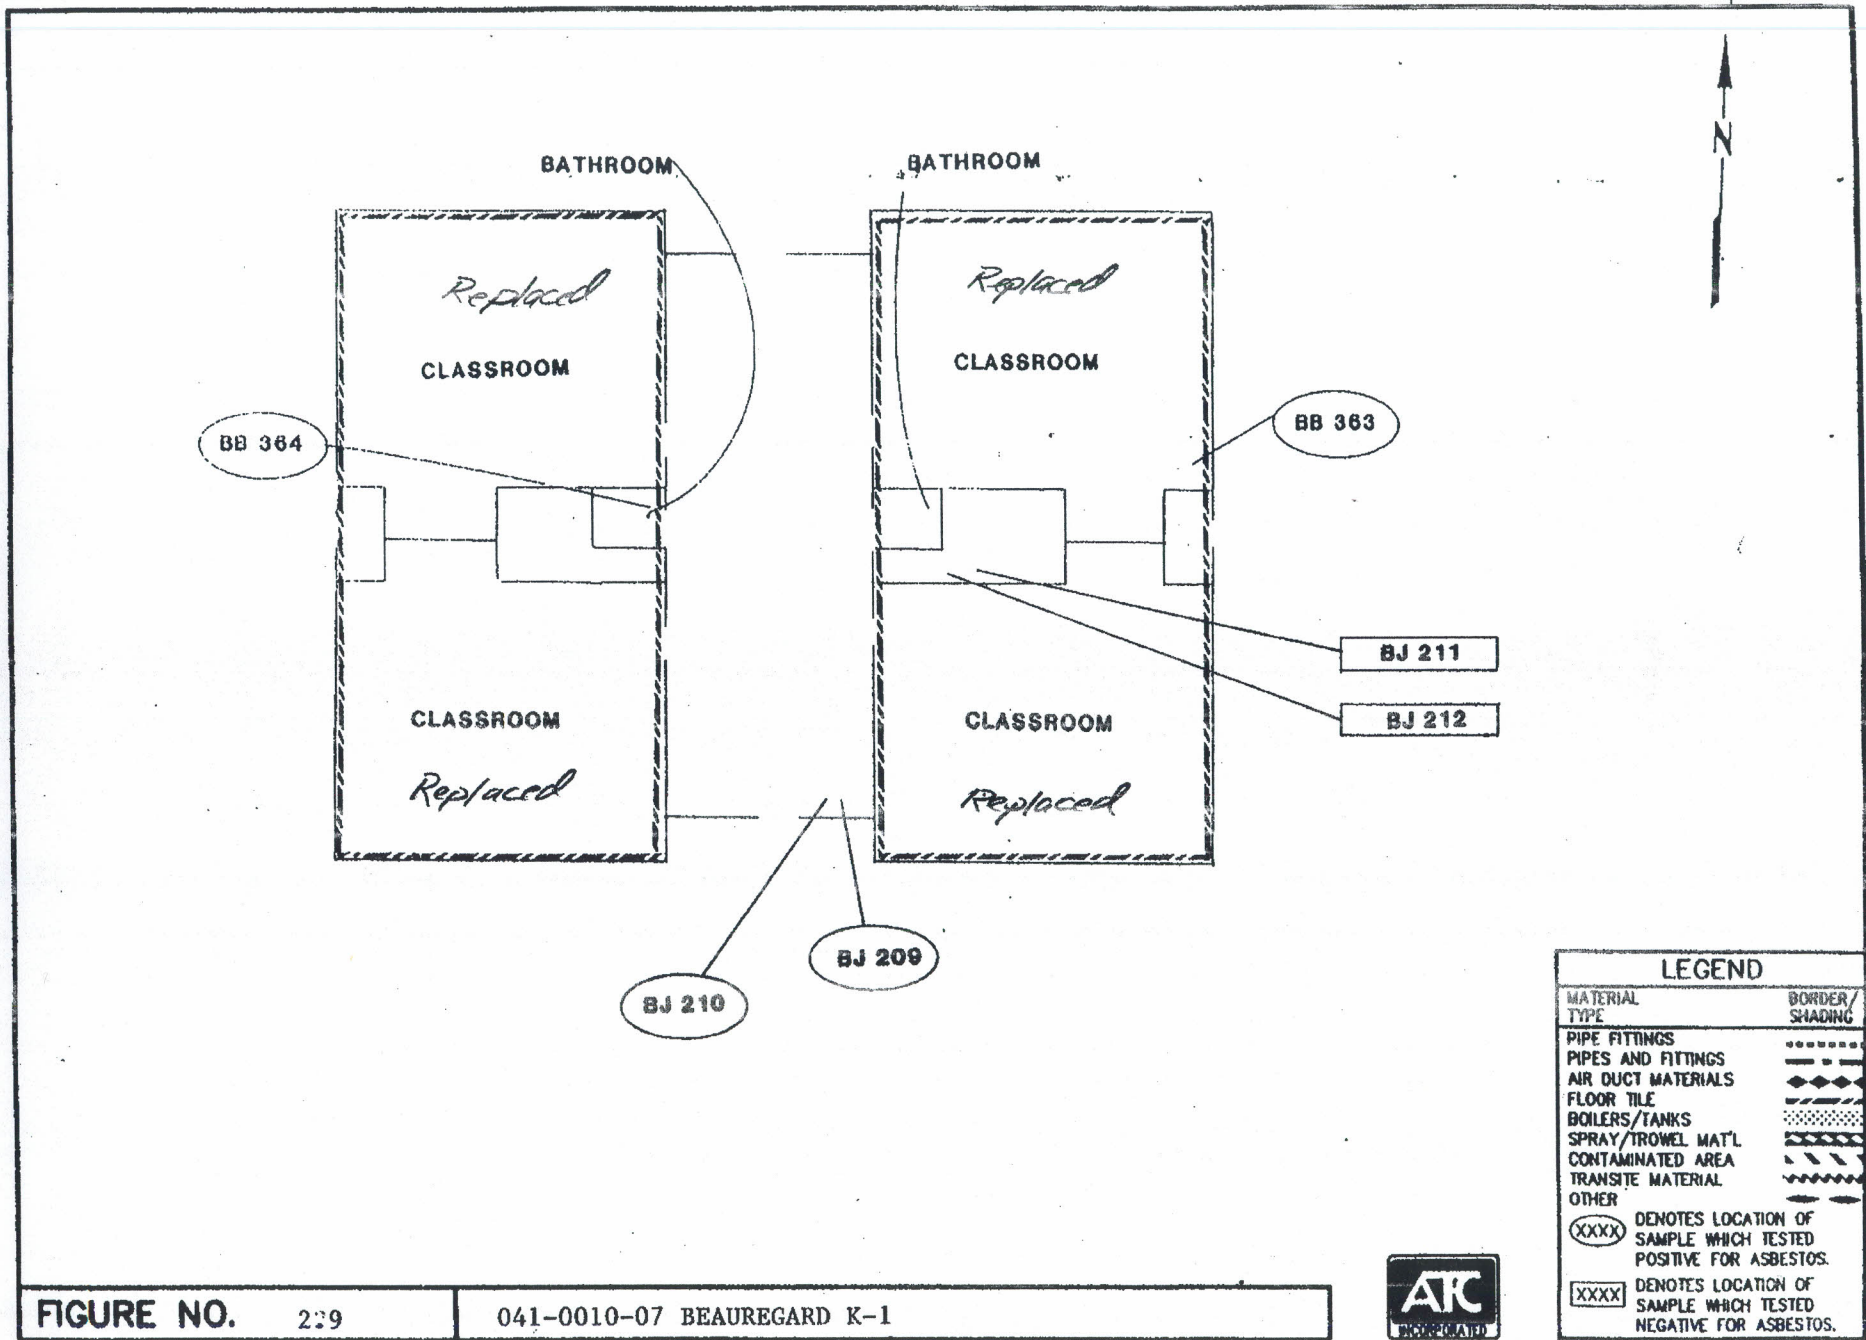 N
BATHROOM
BATHROOM
Replaced
Replaced
CLASSROOM
CLASSROOM
BB 364
BB 363
BJ 211
BJ 212
CLASSROOM
CLASSROOM
Replaced
Replaced
BJ 209
BJ 210
LEGEND
MATERIAL TYPE
BORDER/ SHADING
PIPE FITTINGS
PIPES AND FITTINGS
AIR DUCT MATERIALS
FLOOR TILE
BOILERS/TANKS
SPRAY/TROWEL MAT'L
CONTAMINATED AREA
TRANSITE MATERIAL
OTHER
XXXX DENOTES LOCATION OF
SAMPLE WHICH TESTED
POSITIVE FOR ASBESTOS.
XXXX DENOTES LOCATION OF
SAMPLE WHICH TESTED
NEGATIVE FOR ASBESTOS.
ATC
INCORPORATED
FIGURE NO.
041-0010-07 BEAUREGARD K-1